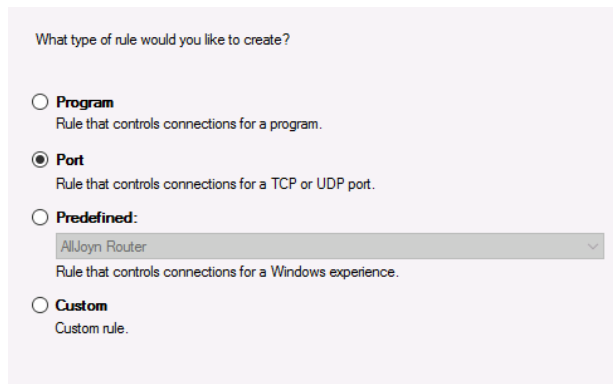 What type of rule would you like to create?
Program
Rule that controls connections for a program.
Port
Rule that controls connections for a TCP or UDP port.
Predefined:
AllJoyn Router
Rule that controls connections for a Windows experience.
Custom
Custom rule.